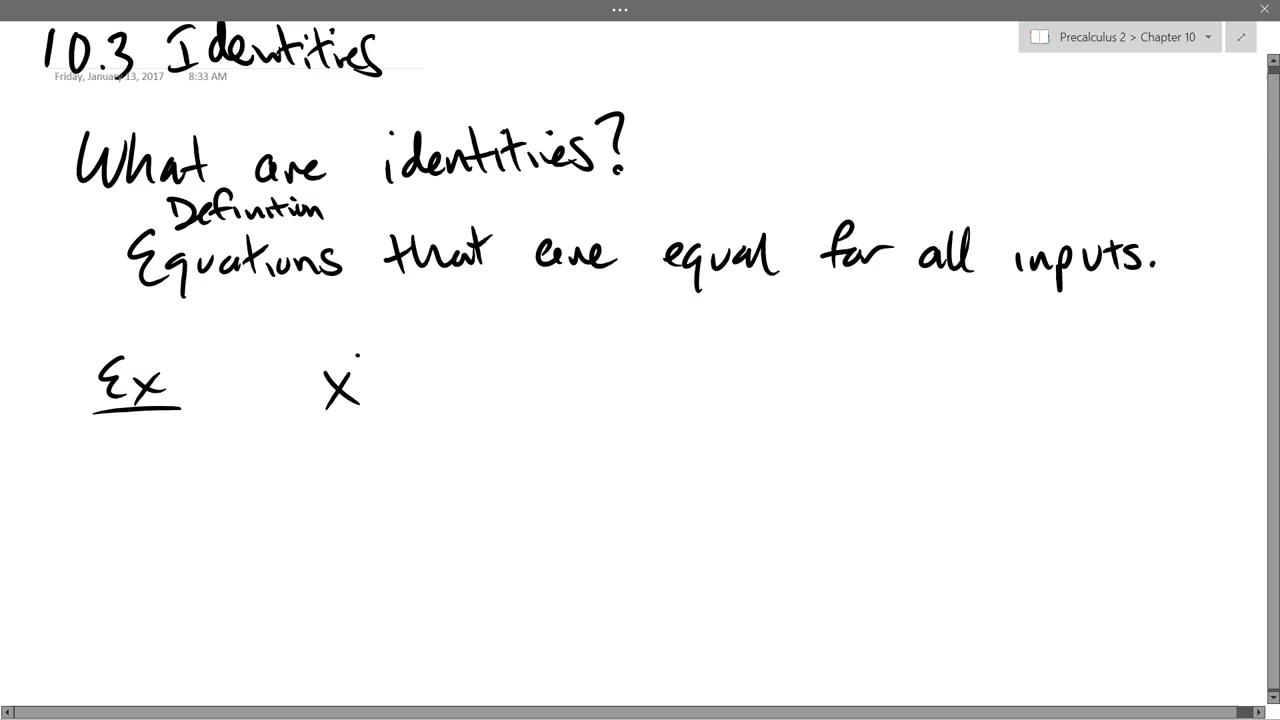 10.3 Identities
Precalculus 2 > Chapter 10
Friday, January 13, 2017 8:33 AM
What are identities?
Definition
Equations that are equal for all inputs.
Ex x